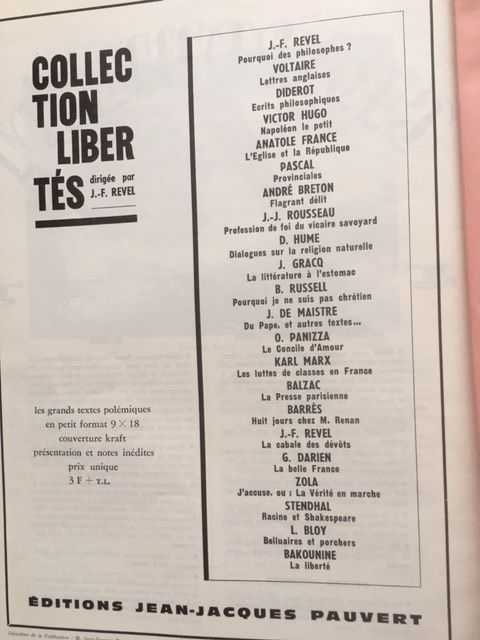 COLLEC
TION
LIBER
TÉS
dirigée par
J.-F. REVEL
les grands textes polémiques
en petit format 9 × 18
couverture kraft
présentation et notes inédites
prix unique
3 F + T.L.
J.-F. REVEL
Pourquoi des philosophes ?
VOLTAIRE
Lettres anglaises
DIDEROT
Ecrits philosophiques
VICTOR HUGO
Napoléon le petit
ANATOLE FRANCE
L'Eglise et la République
PASCAL
Provinciales
ANDRÉ BRETON
Flagrant délit
J.-J. ROUSSEAU
Profession de foi du vicaire savoyard
D. HUME
Dialogues sur la religion naturelle
J. GRACQ
La littérature à l'estomac
B. RUSSELL
Pourquoi je ne suis pas chrétien
J. DE MAISTRE
Du Pape, et autres textes...
O. PANIZZA
Le Concile d'Amour
KARL MARX
Les luttes de classes en France
BALZAC
La Presse parisienne
BARRÈS
Huit jours chez M. Renan
J.-F. REVEL
La cabale des dévôts
G. DARIEN
La belle France
ZOLA
J'accuse, ou : La Vérité en marche
STENDHAL
Racine et Shakespeare
L. BLOY
Belluaires et porchers
BAKOUNINE
La liberté
ÉDITIONS JEAN-JACQUES PAUVERT
Directeur de la Publication : M. Jean-Jacques